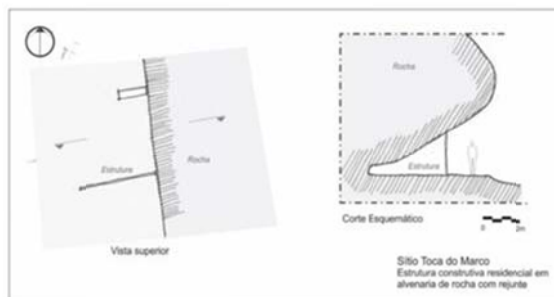 Estrutura
Rocha
Vista superior
Rocha
Estrutura
Corte Esquemático
0 2m
Sítio Toca do Marco
Estrutura construtiva residencial em
alvenaria de rocha com rejunte